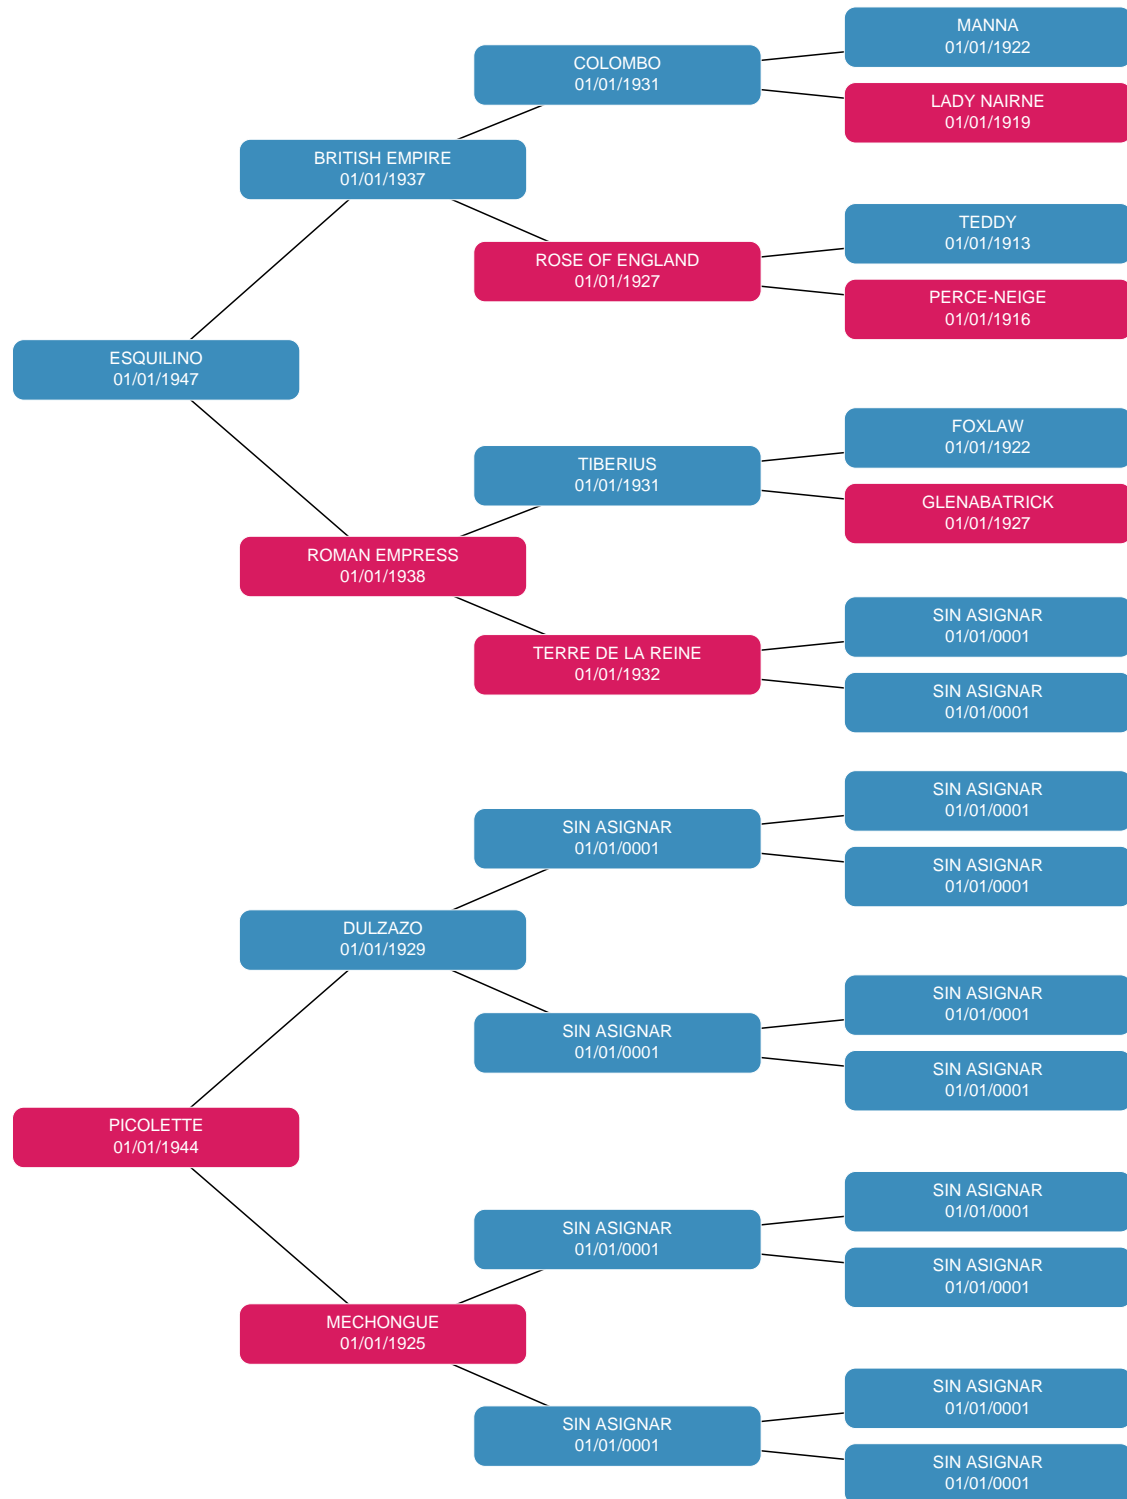 MANNA
01/01/1922
COLOMBO
01/01/1931
LADY NAIRNE
01/01/1919
BRITISH EMPIRE
01/01/1937
TEDDY
01/01/1913
ROSE OF ENGLAND
01/01/1927
PERCE-NEIGE
01/01/1916
ESQUILINO
01/01/1947
FOXLAW
01/01/1922
TIBERIUS
01/01/1931
GLENABATRICK
01/01/1927
ROMAN EMPRESS
01/01/1938
SIN ASIGNAR
01/01/0001
TERRE DE LA REINE
01/01/1932
SIN ASIGNAR
01/01/0001
SIN ASIGNAR
01/01/0001
SIN ASIGNAR
01/01/0001
SIN ASIGNAR
01/01/0001
DULZAZO
01/01/1929
SIN ASIGNAR
01/01/0001
SIN ASIGNAR
01/01/0001
SIN ASIGNAR
01/01/0001
PICOLETTE
01/01/1944
SIN ASIGNAR
01/01/0001
SIN ASIGNAR
01/01/0001
SIN ASIGNAR
01/01/0001
MECHONGUE
01/01/1925
SIN ASIGNAR
01/01/0001
SIN ASIGNAR
01/01/0001
SIN ASIGNAR
01/01/0001